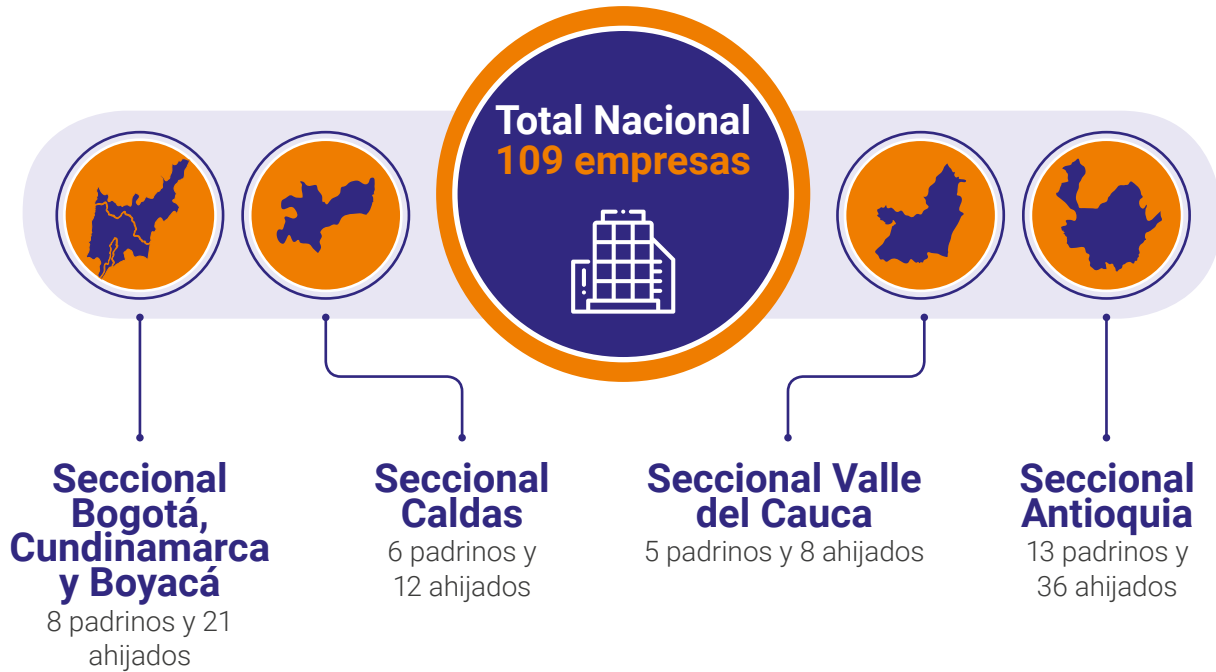 Total Nacional
109 empresas
Seccional
Bogotá,
Cundinamarca
y Boyacá
8 padrinos y 21
ahijados
Seccional
Caldas
6 padrinos y
12 ahijados
Seccional Valle
del Cauca
5 padrinos y 8 ahijados
Seccional
Antioquia
13 padrinos y
36 ahijados